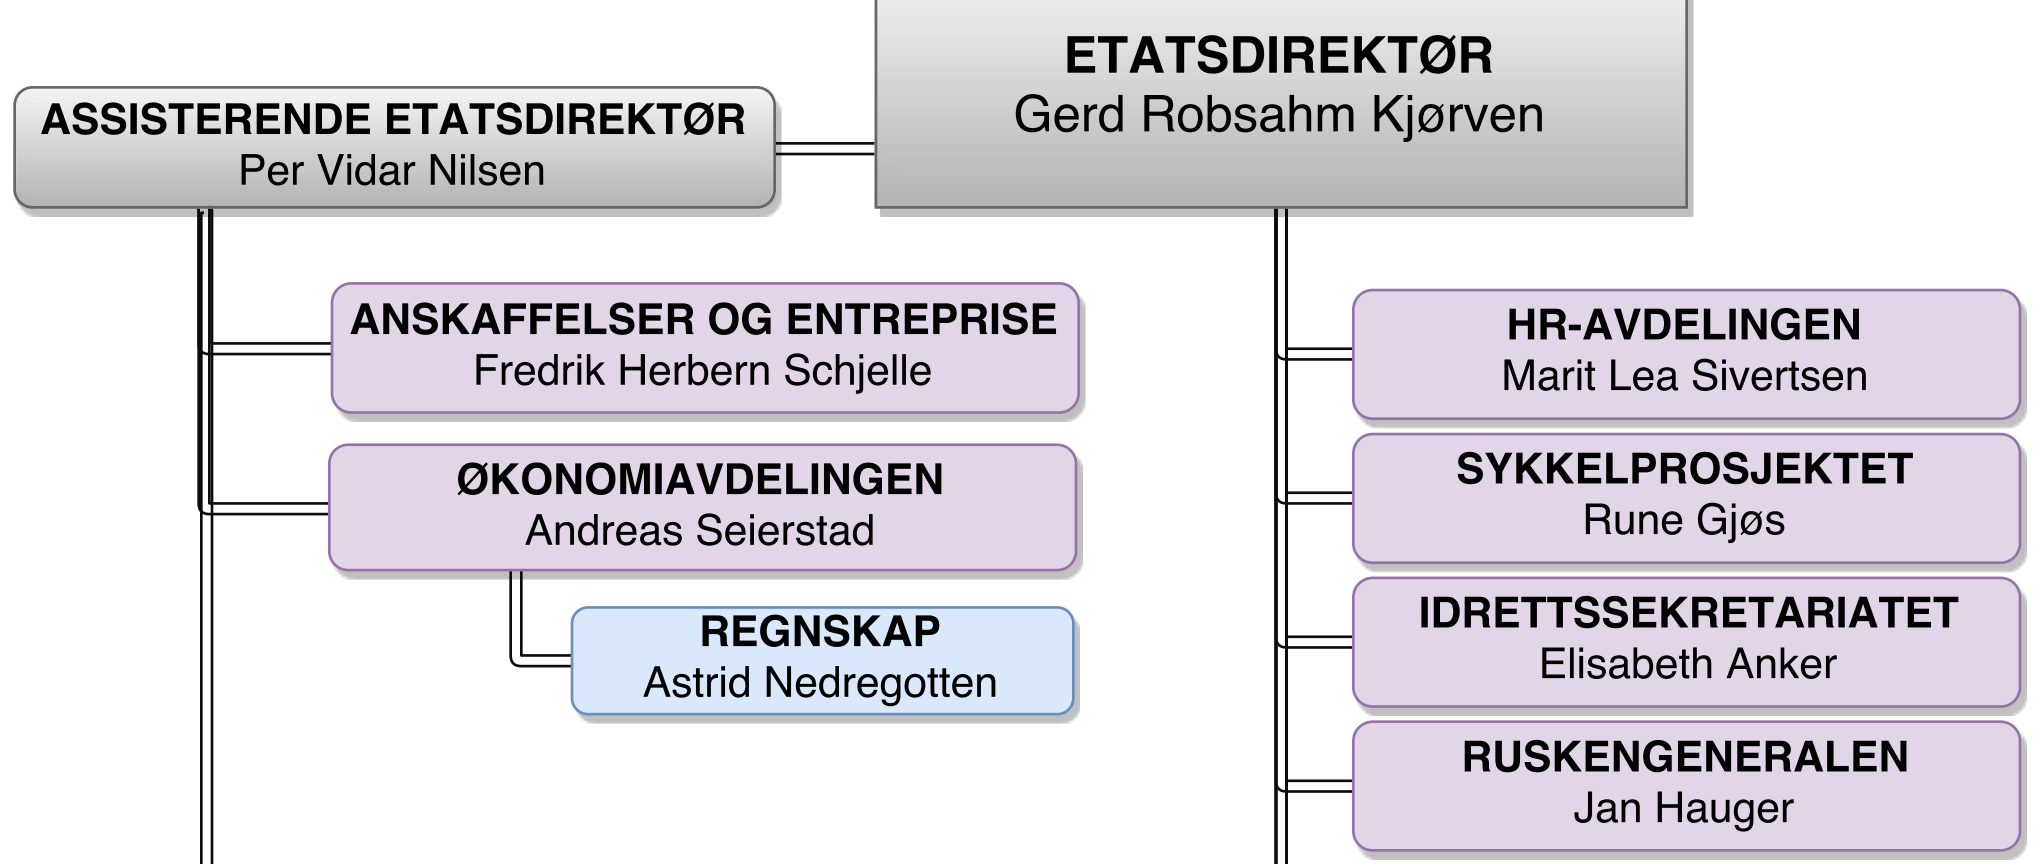 ETATSDIREKTØR
Gerd Robsahm Kjørven
ASSISTERENDE ETATSDIREKTØR
Per Vidar Nilsen
ANSKAFFELSER OG ENTREPRISE
Fredrik Herbern Schjelle
ØKONOMIAVDELINGEN
Andreas Seierstad
REGNSKAP
Astrid Nedregotten
HR-AVDELINGEN
Marit Lea Sivertsen
SYKKELPROSJEKTET
Rune Gjøs
IDRETTSSEKRETARIATET
Elisabeth Anker
RUSKENGENERALEN
Jan Hauger